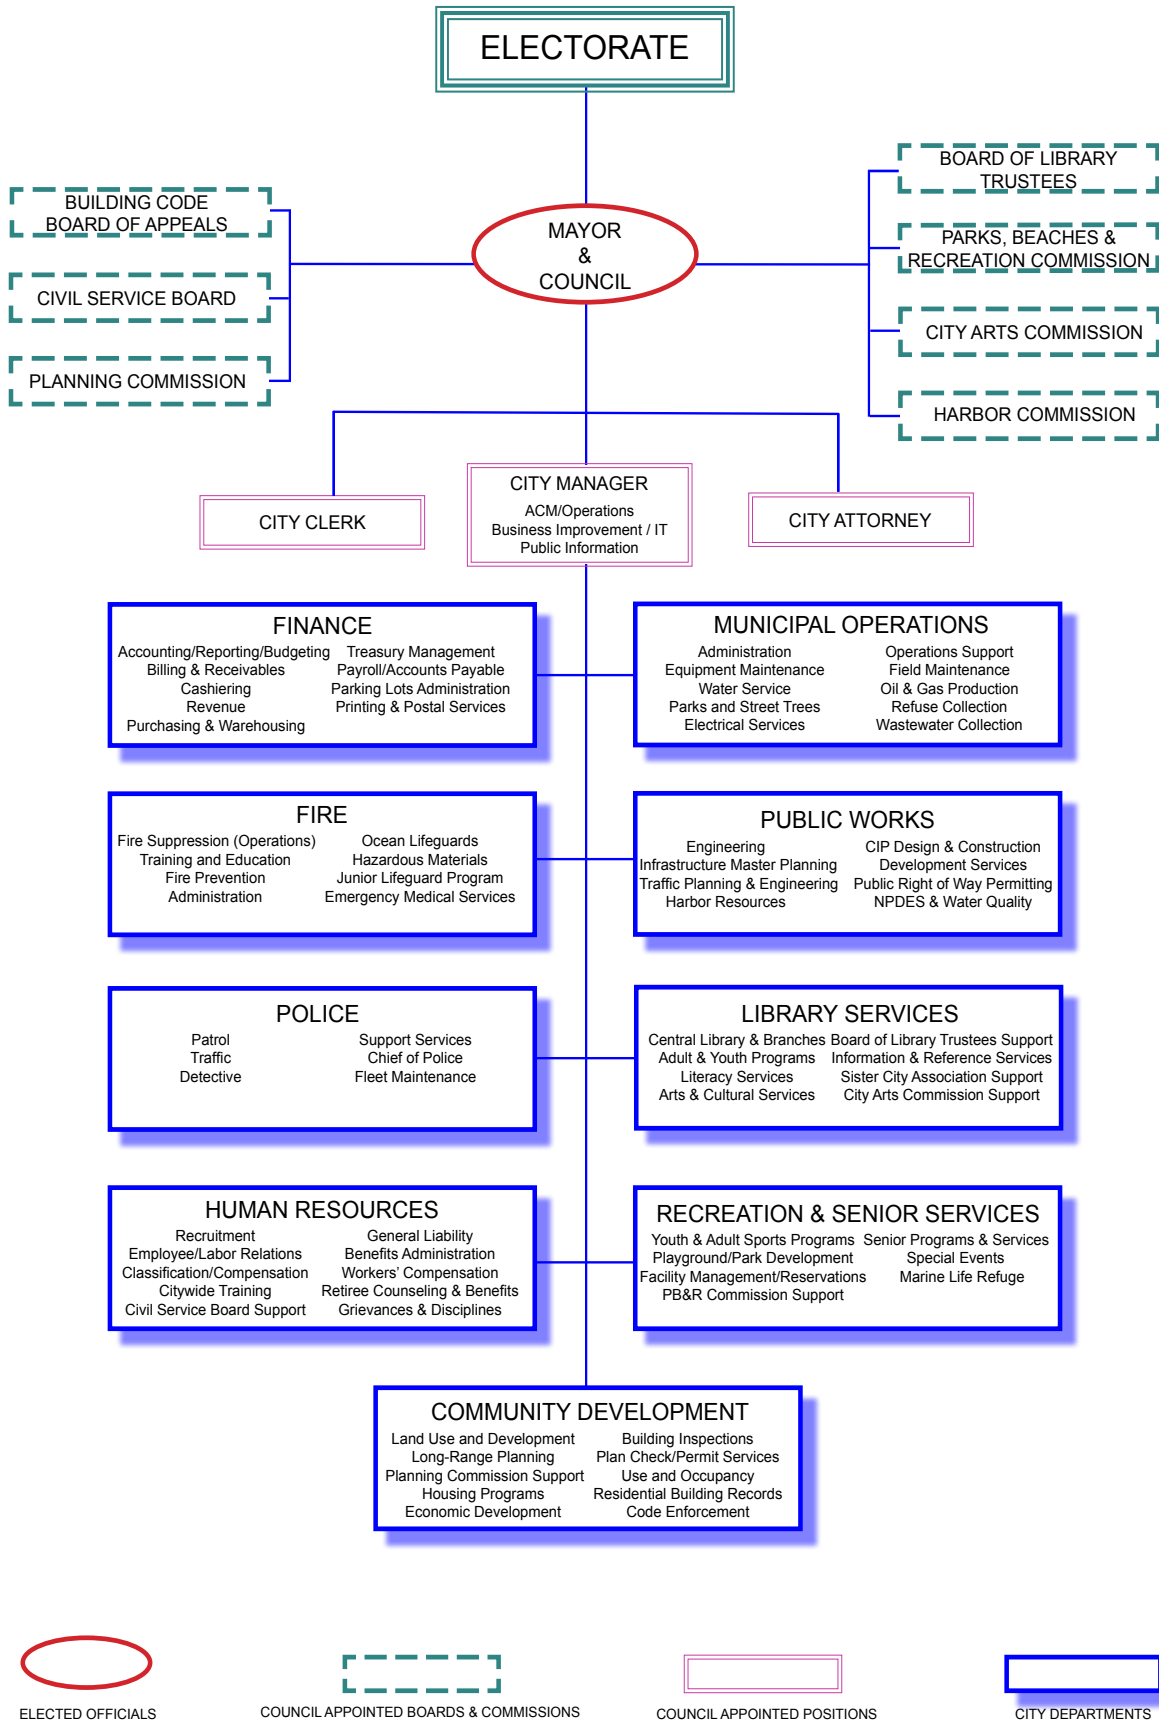 ELECTORATE
BUILDING CODE
BOARD OF APPEALS
CIVIL SERVICE BOARD
PLANNING COMMISSION
MAYOR
&
COUNCIL
BOARD OF LIBRARY
TRUSTEES
PARKS, BEACHES &
RECREATION COMMISSION
CITY ARTS COMMISSION
HARBOR COMMISSION
CITY CLERK
CITY MANAGER
ACM/Operations
Business Improvement / IT
Public Information
CITY ATTORNEY
FINANCE
Accounting/Reporting/Budgeting
Billing & Receivables
Cashiering
Revenue
Purchasing & Warehousing
Treasury Management
Payroll/Accounts Payable
Parking Lots Administration
Printing & Postal Services
MUNICIPAL OPERATIONS
Administration
Equipment Maintenance
Water Service
Parks and Street Trees
Electrical Services
Operations Support
Field Maintenance
Oil & Gas Production
Refuse Collection
Wastewater Collection
FIRE
Fire Suppression (Operations)
Training and Education
Fire Prevention
Administration
Ocean Lifeguards
Hazardous Materials
Junior Lifeguard Program
Emergency Medical Services
PUBLIC WORKS
Engineering
Infrastructure Master Planning
Traffic Planning & Engineering
Harbor Resources
CIP Design & Construction
Development Services
Public Right of Way Permitting
NPDES & Water Quality
POLICE
Patrol
Traffic
Detective
Support Services
Chief of Police
Fleet Maintenance
LIBRARY SERVICES
Central Library & Branches
Adult & Youth Programs
Literacy Services
Arts & Cultural Services
Board of Library Trustees Support
Information & Reference Services
Sister City Association Support
City Arts Commission Support
HUMAN RESOURCES
Recruitment
Employee/Labor Relations
Classification/Compensation
Citywide Training
Civil Service Board Support
General Liability
Benefits Administration
Workers' Compensation
Retiree Counseling & Benefits
Grievances & Disciplines
RECREATION & SENIOR SERVICES
Youth & Adult Sports Programs
Playground/Park Development
Facility Management/Reservations
PB&R Commission Support
Senior Programs & Services
Special Events
Marine Life Refuge
COMMUNITY DEVELOPMENT
Land Use and Development
Long-Range Planning
Planning Commission Support
Housing Programs
Economic Development
Building Inspections
Plan Check/Permit Services
Use and Occupancy
Residential Building Records
Code Enforcement
ELECTED OFFICIALS
COUNCIL APPOINTED BOARDS & COMMISSIONS
COUNCIL APPOINTED POSITIONS
CITY DEPARTMENTS